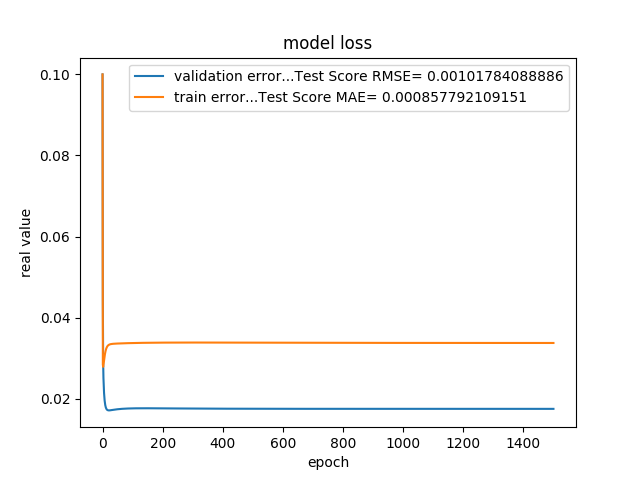 model loss
validation error...Test Score RMSE= 0.00101784088886
train error...Test Score MAE= 0.000857792109151
real value
0.10
0.08
0.06
0.04
0.02
0 200 400 600 800 1000 1200 1400
epoch